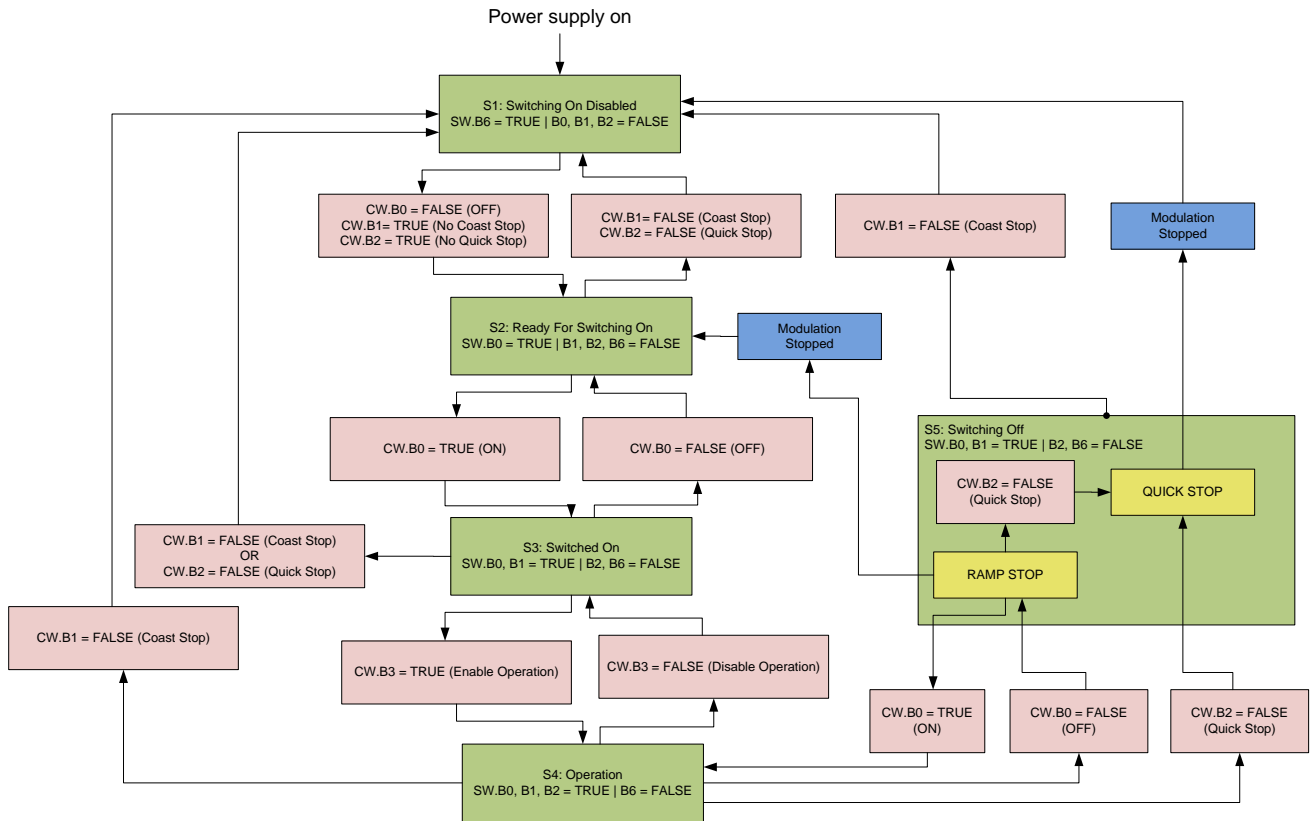 Power supply on
S1: Switching On Disabled
SW.B6 = TRUE | B0, B1, B2 = FALSE
CW.B0 = FALSE (OFF)
CW.B1= TRUE (No Coast Stop)
CW.B2 = TRUE (No Quick Stop)
CW.B1= FALSE (Coast Stop)
CW.B2 = FALSE (Quick Stop)
CW.B1 = FALSE (Coast Stop)
Modulation
Stopped
S2: Ready For Switching On
SW.B0 = TRUE | B1, B2, B6 = FALSE
Modulation
Stopped
CW.B0 = TRUE (ON)
CW.B0 = FALSE (OFF)
S5: Switching Off
SW.B0, B1 = TRUE | B2, B6 = FALSE
CW.B2 = FALSE
(Quick Stop)
QUICK STOP
RAMP STOP
CW.B1 = FALSE (Coast Stop)
OR
CW.B2 = FALSE (Quick Stop)
S3: Switched On
SW.B0, B1 = TRUE | B2, B6 = FALSE
CW.B1 = FALSE (Coast Stop)
CW.B3 = TRUE (Enable Operation)
CW.B3 = FALSE (Disable Operation)
CW.B0 = TRUE
(ON)
CW.B0 = FALSE
(OFF)
CW.B2 = FALSE
(Quick Stop)
S4: Operation
SW.B0, B1, B2 = TRUE | B6 = FALSE